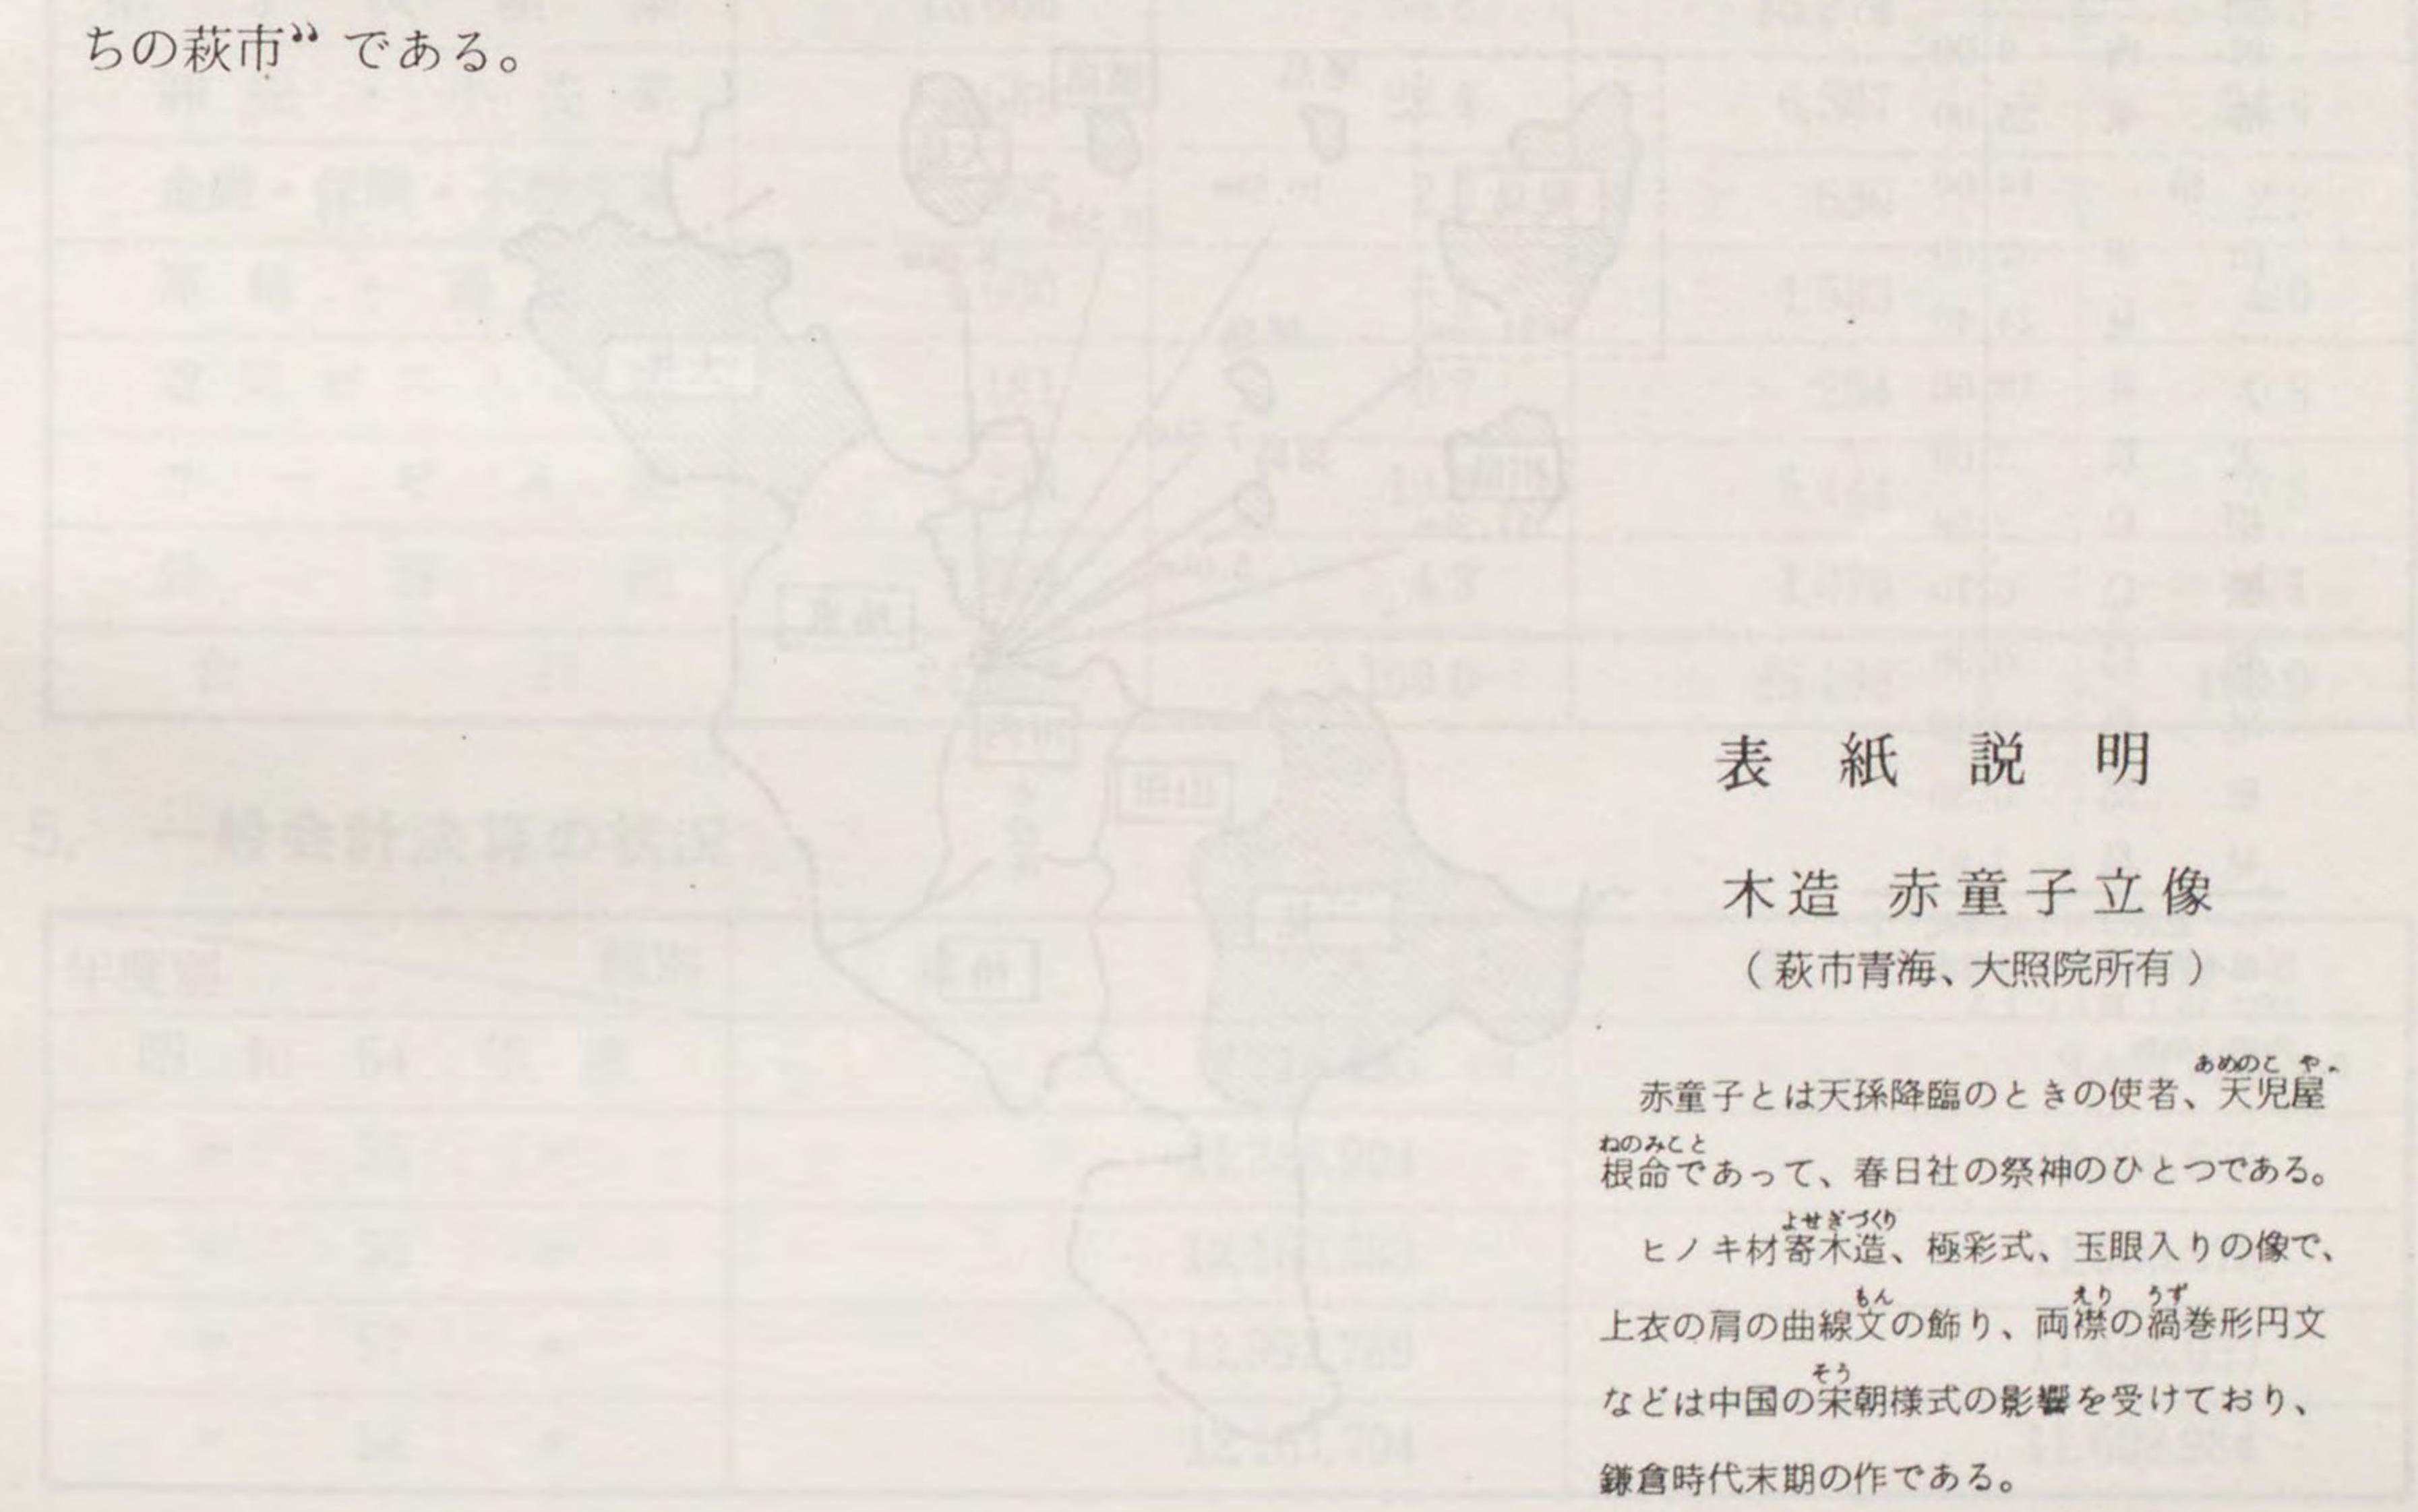 ちの萩市” である。
表紙説明
木造 赤童子立像
（萩市青海、大照院所有）
赤童子とは天孫降臨のときの使者、天児屋
根命であって、春日社の祭神のひとつである。
ヒノキ材寄木造、極彩式、玉眼入りの像で、
上衣の肩の曲線文の飾り、両襟の渦巻形円文
などは中国の宋朝様式の影響を受けており、
鎌倉時代末期の作である。